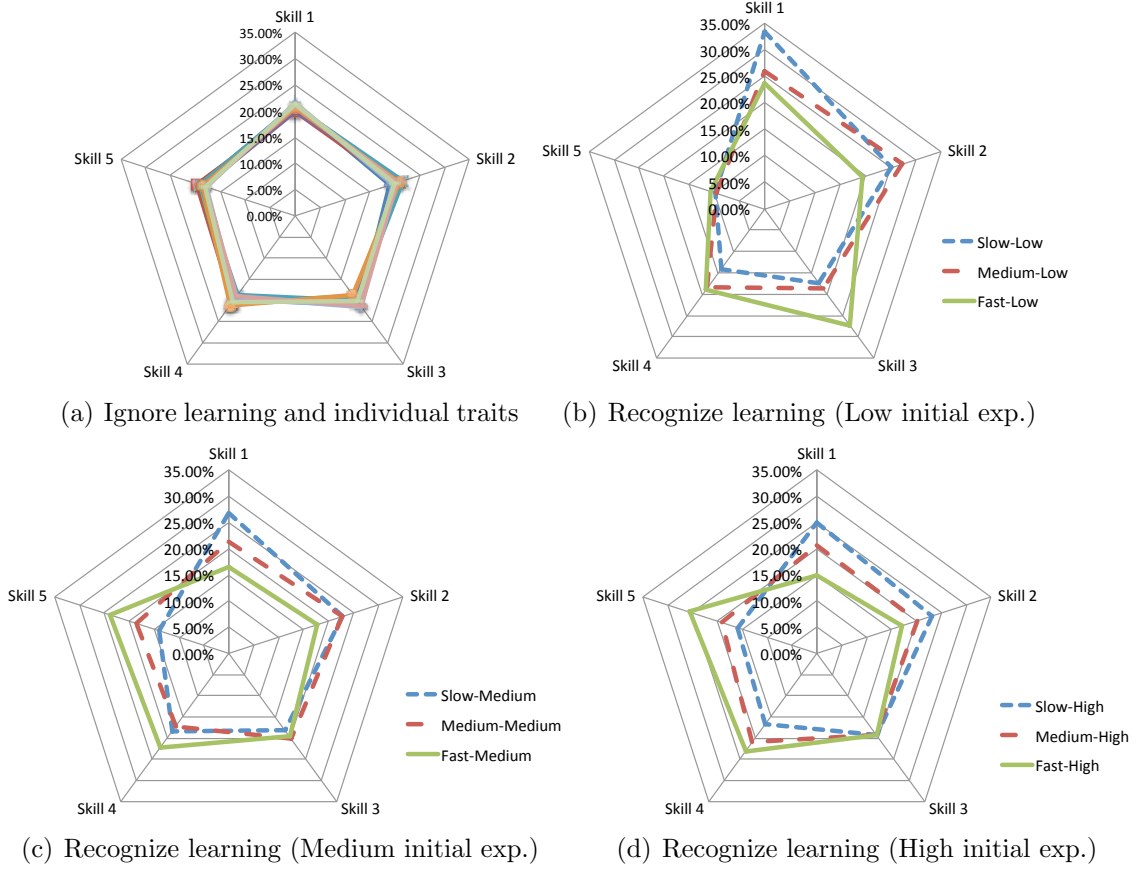 Skill 1
35.00%
30.00%
25.00%
20.00%
15.00%
10.00%
5.00%
0.00%
Skill 2
Skill 3
Skill 4
Skill 5
(a) Ignore learning and individual traits
Skill 1
35.00%
30.00%
25.00%
20.00%
15.00%
10.00%
5.00%
0.00%
Skill 2
Skill 3
Skill 4
Skill 5
Slow-Low
Medium-Low
Fast-Low
(b) Recognize learning (Low initial exp.)
Skill 1
35.00%
30.00%
25.00%
20.00%
15.00%
10.00%
5.00%
0.00%
Skill 2
Skill 3
Skill 4
Skill 5
Slow-Medium
Medium-Medium
Fast-Medium
(c) Recognize learning (Medium initial exp.)
Skill 1
35.00%
30.00%
25.00%
20.00%
15.00%
10.00%
5.00%
0.00%
Skill 2
Skill 3
Skill 4
Skill 5
Slow-High
Medium-High
Fast-High
(d) Recognize learning (High initial exp.)